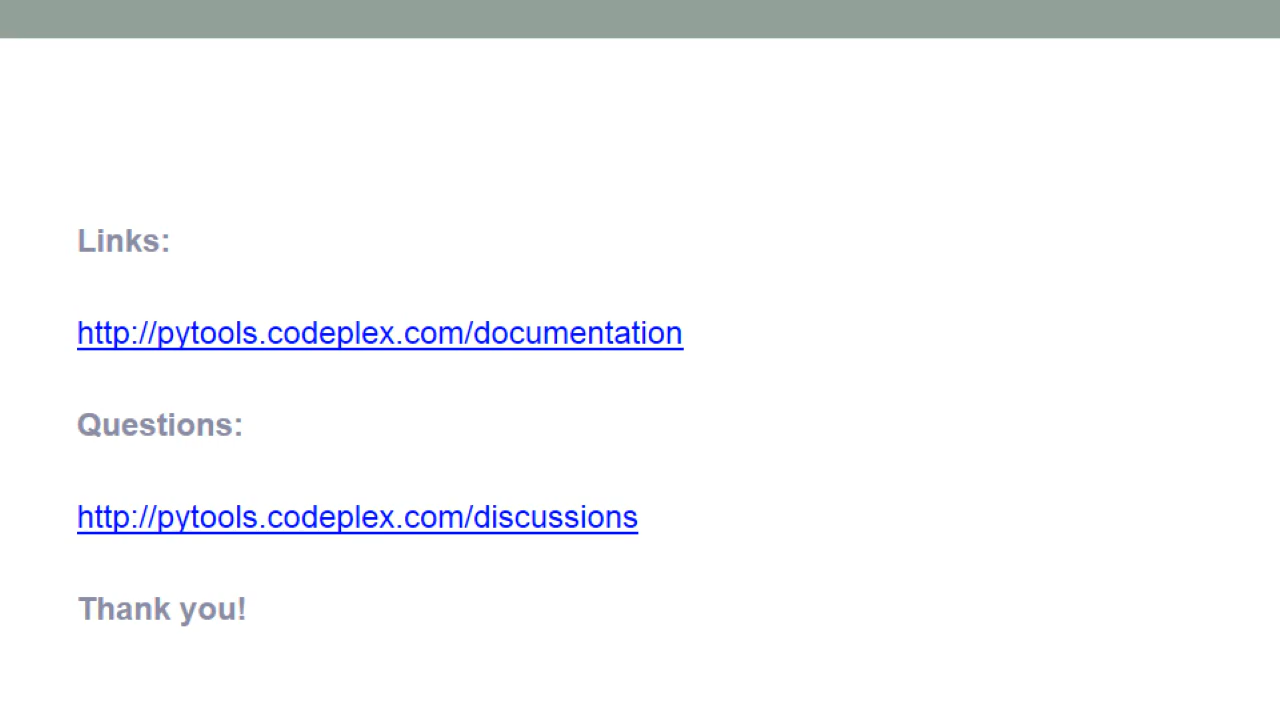 Links:
http://pytools.codeplex.com/documentation
Questions:
http://pytools.codeplex.com/discussions
Thank you!